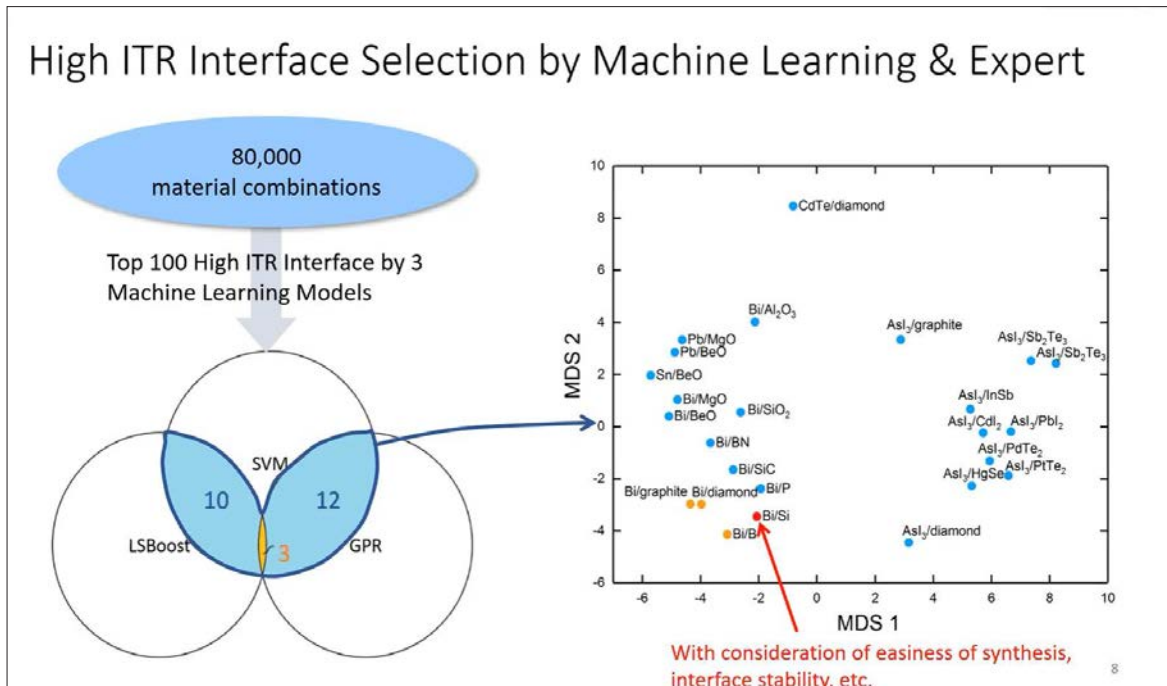 High ITR Interface Selection by Machine Learning & Expert
80,000
material combinations
Top 100 High ITR Interface by 3
Machine Learning Models
SVM
10
12
3
LSBoost
GPR
10
8
6
4
2
0
-2
-4
-6
MDS 2
CdTe/diamond
Bi/Al₂O₃
Pb/MgO
Pb/BeO
Sn/BeO
Bi/MgO
Bi/BeO
Bi/SiO₂
Bi/BN
Bi/SiC
Bi/P
Bi/graphite
Bi/diamond
Bi/Si
Bi/B
AsI₃/graphite
AsI₃/Sb₂Te₃
AsI₃/Sb₂Te₃
AsI₃/InSb
AsI₃/CdI₂
AsI₃/PbI₂
AsI₃/PdTe₂
AsI₃/PtTe₂
AsI₃/HgSe
AsI₃/diamond
-6 -4 -2 0 2 4 6 8 10
MDS 1
With consideration of easiness of synthesis,
interface stability, etc.
8